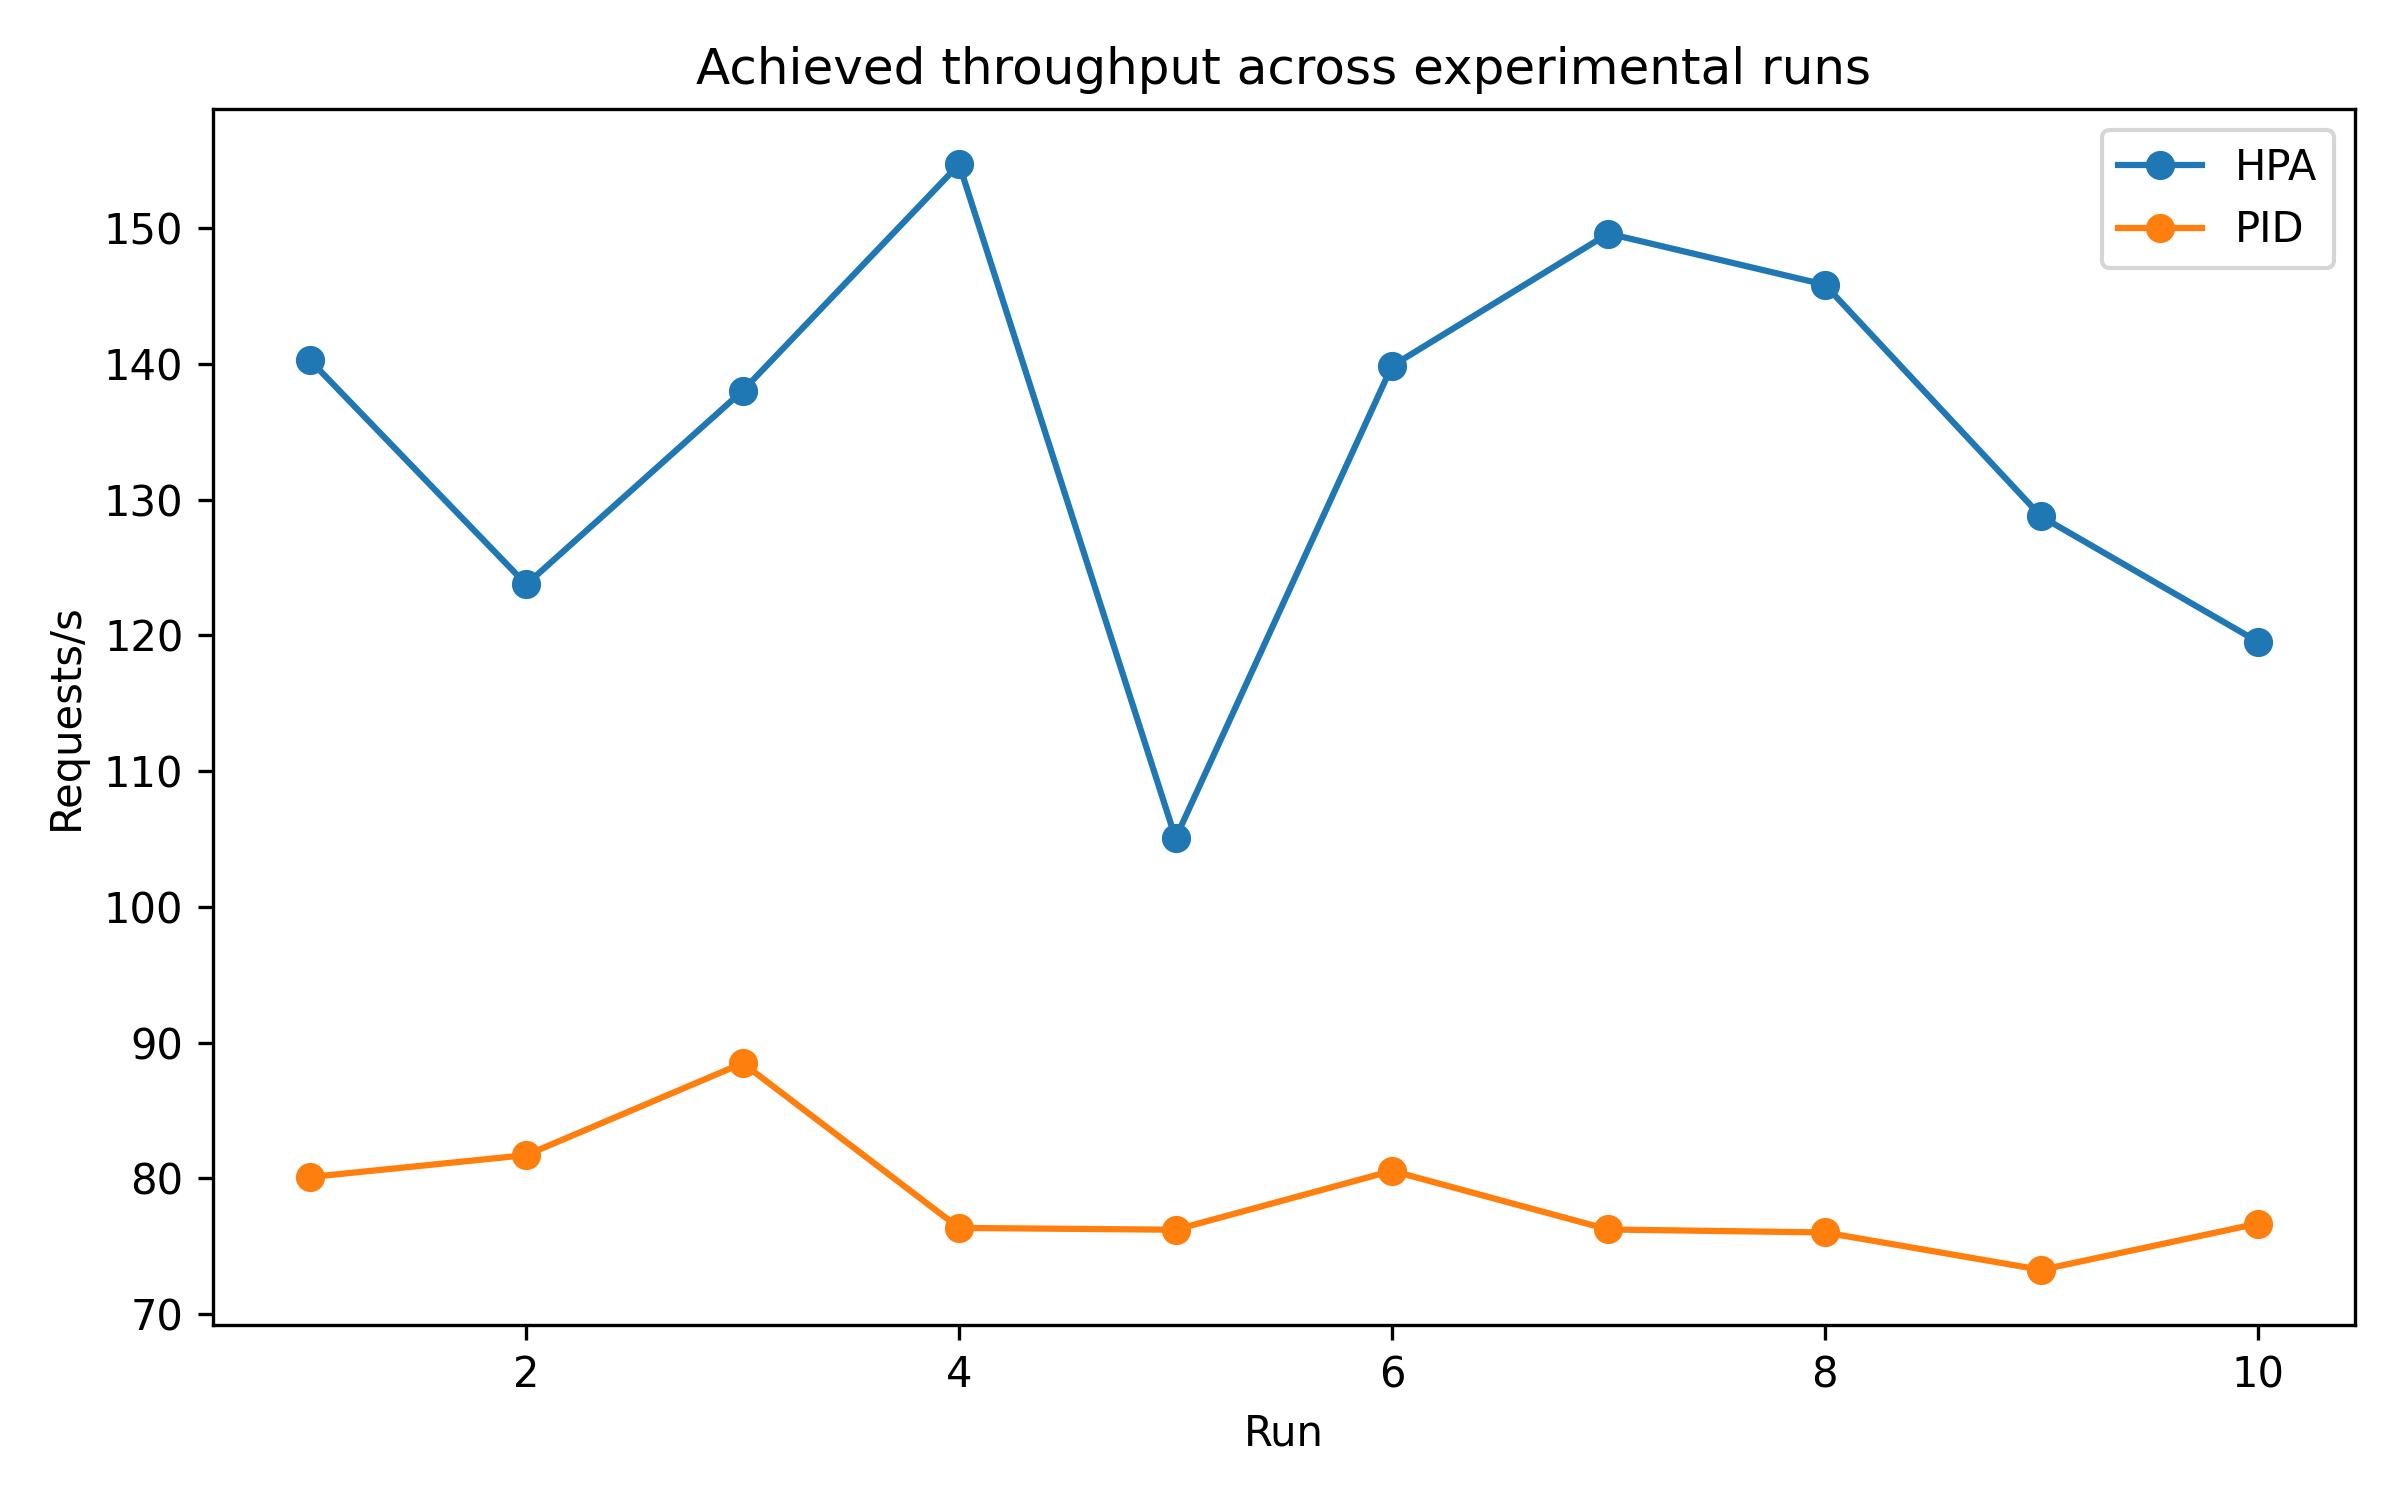 Achieved throughput across experimental runs
HPA
PID
Requests/s
150
140
130
120
110
100
90
80
70
2 4 6 8 10
Run